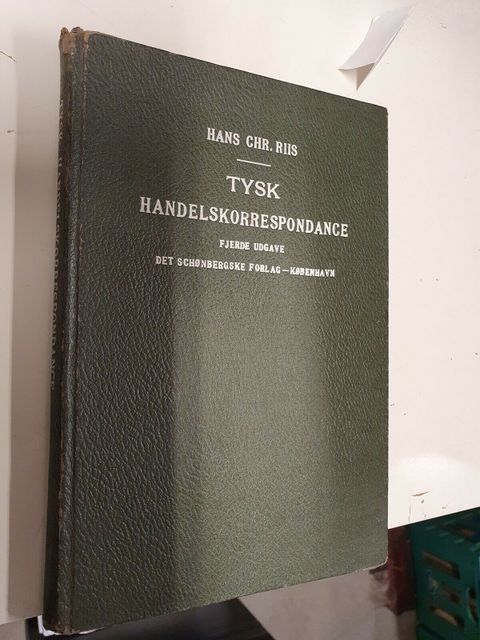 HANS CHR. RIIS
TYSK
HANDELSKORRESPONDANCE
FJERDE UDGAVE
DET SCHØNBERGSKE FORLAG — KØBENHAVN